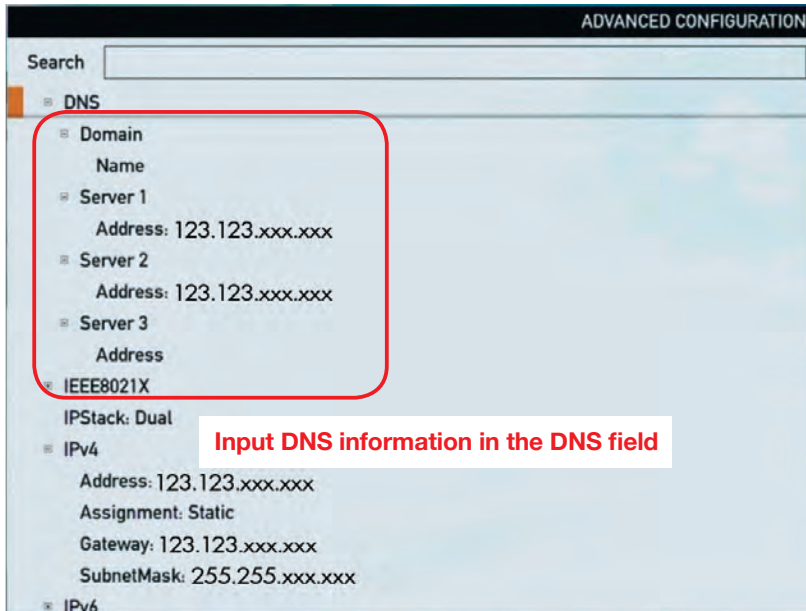 ADVANCED CONFIGURATION
Search
DNS
Domain
Name
Server 1
Address: 123.123.xxx.xxx
Server 2
Address: 123.123.xxx.xxx
Server 3
Address
IEEE8021X
IPStack: Dual
Input DNS information in the DNS field
IPv4
Address: 123.123.xxx.xxx
Assignment: Static
Gateway: 123.123.xxx.xxx
SubnetMask: 255.255.xxx.xxx
IPv6